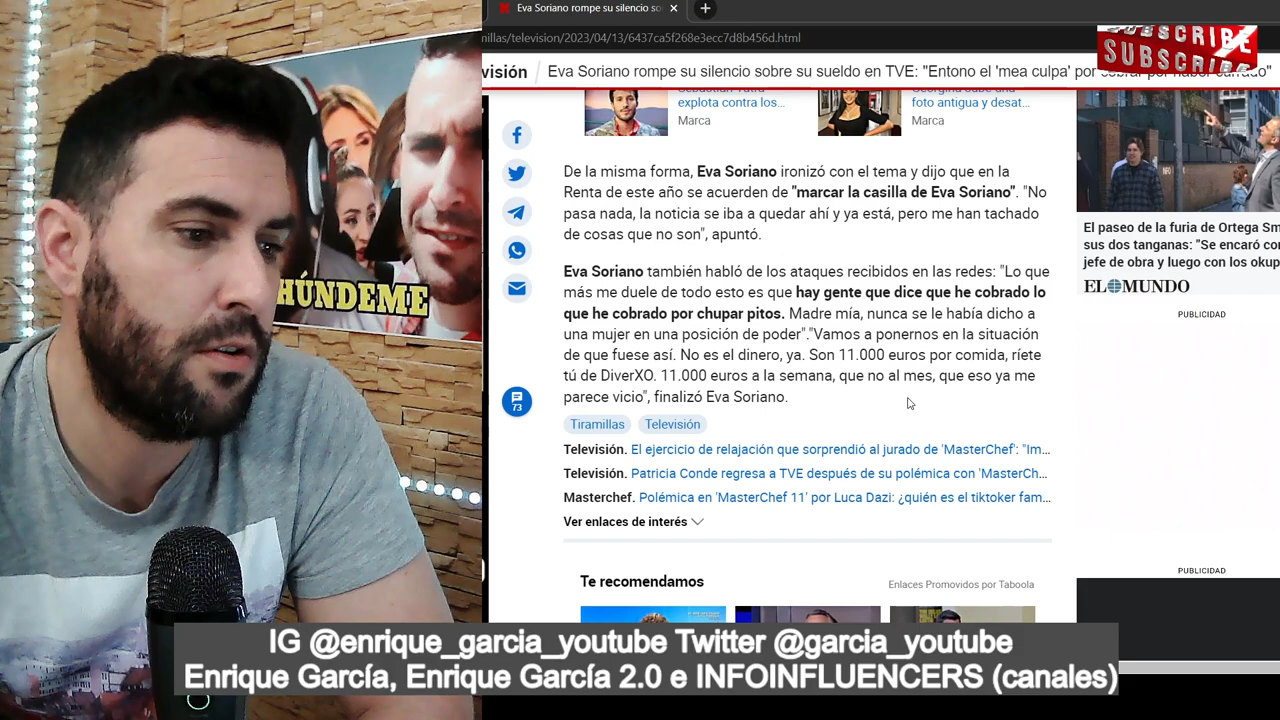 Eva Soriano rompe su silencio so
millas/television/2023/04/13/6437ca5f268e3ecc7d8b456d.html
SUBSCRIBE
SUBSCRIBE
visión
Eva Soriano rompe su silencio sobre su sueldo en TVE: "Entono el 'mea culpa' por cobrar por haber currado"
explota contra los...
Marca
foto antigua y desat...
Marca
De la misma forma, Eva Soriano ironizó con el tema y dijo que en la
Renta de este año se acuerden de "marcar la casilla de Eva Soriano". "No
pasa nada, la noticia se iba a quedar ahí y ya está, pero me han tachado
de cosas que no son", apuntó.
Eva Soriano también habló de los ataques recibidos en las redes: "Lo que
más me duele de todo esto es que hay gente que dice que he cobrado lo
que he cobrado por chupar pitos. Madre mía, nunca se le había dicho a
una mujer en una posición de poder"."Vamos a ponernos en la situación
de que fuese así. No es el dinero, ya. Son 11.000 euros por comida, ríete
tú de DiverXO. 11.000 euros a la semana, que no al mes, que eso ya me
parece vicio", finalizó Eva Soriano.
73
Tiramillas
Televisión
Televisión. El ejercicio de relajación que sorprendió al jurado de 'MasterChef': "Im...
Televisión. Patricia Conde regresa a TVE después de su polémica con 'MasterCh...
Masterchef. Polémica en 'MasterChef 11' por Luca Dazi: ¿quién es el tiktoker fam...
Ver enlaces de interés
Te recomendamos
Enlaces Promovidos por Taboola
El paseo de la furia de Ortega Sm
sus dos tanganas: "Se encaró con
jefe de obra y luego con los okup
EL MUNDO
PUBLICIDAD
PUBLICIDAD
HÚNDEME
IG @enrique_garcia_youtube Twitter @garcia_youtube
Enrique García, Enrique García 2.0 e INFOINFLUENCERS (canales)